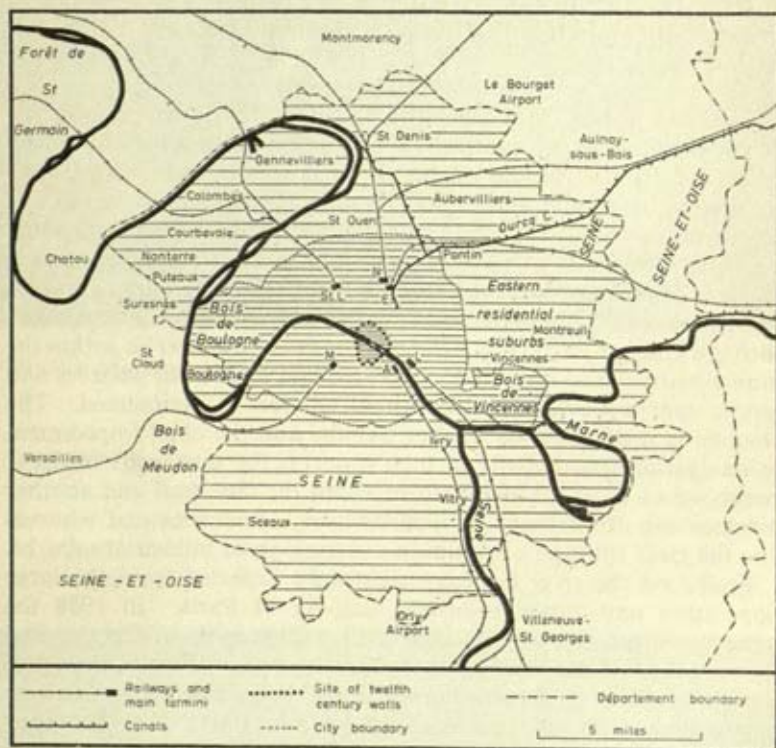 Montmorency
Forêt de
St
Germain
Le Bourget
Airport
St Denis
Aulnay-
sous-Bois
Gennevilliers
Colombes
Aubervilliers
St Ouen
Ourcq C.
SEINE
SEINE-ET-OISE
Courbevoie
Chatou
Nanterre
Pantin
Puteaux
N.
St L.
E.
Eastern
residential
suburbs
Suresnes
Bois
de
Boulogne
Montreuil
Vincennes
St
Cloud
Boulogne
M.
A.
L.
Bois
de
Vincennes
Marne
Bois
de
Meudon
Ivry
Versailles
SEINE
Vitry
Seine
Sceaux
SEINE-ET-OISE
Orly
Airport
Villeneuve-
St Georges
Railways and
main termini
Site of twelfth
century walls
Département boundary
Canals
City boundary
5 miles